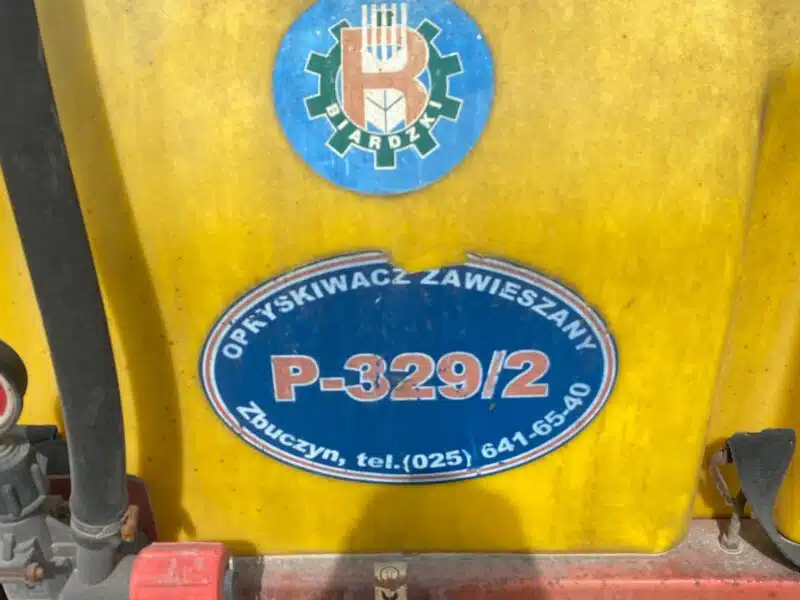 B
BIARDZKI
OPRYSKIWACZ ZAWIESZANY
P-329/2
Zbuczyn, tel.(025) 641-65-40